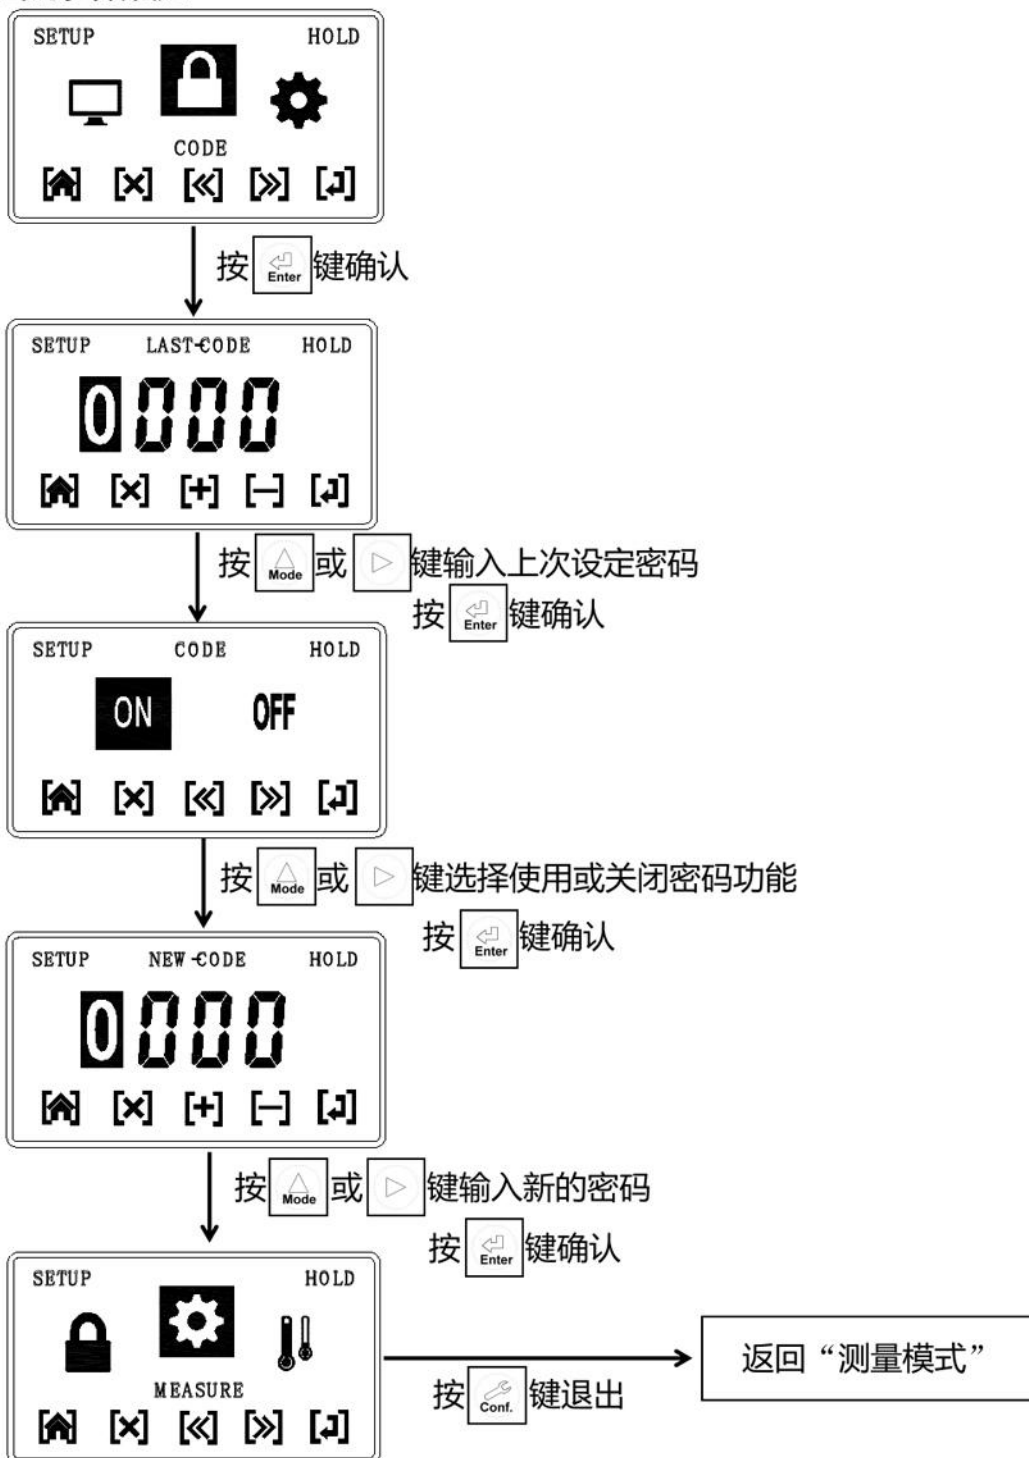 SETUP HOLD
CODE
按 Enter 键确认
SETUP LAST-CODE HOLD
0000
按 Mode 或 键输入上次设定密码
按 Enter 键确认
SETUP CODE HOLD
ON OFF
按 Mode 或 键选择使用或关闭密码功能
按 Enter 键确认
SETUP NEW-CODE HOLD
0000
按 Mode 或 键输入新的密码
按 Enter 键确认
SETUP HOLD
MEASURE
按 Conf. 键退出
返回“测量模式”